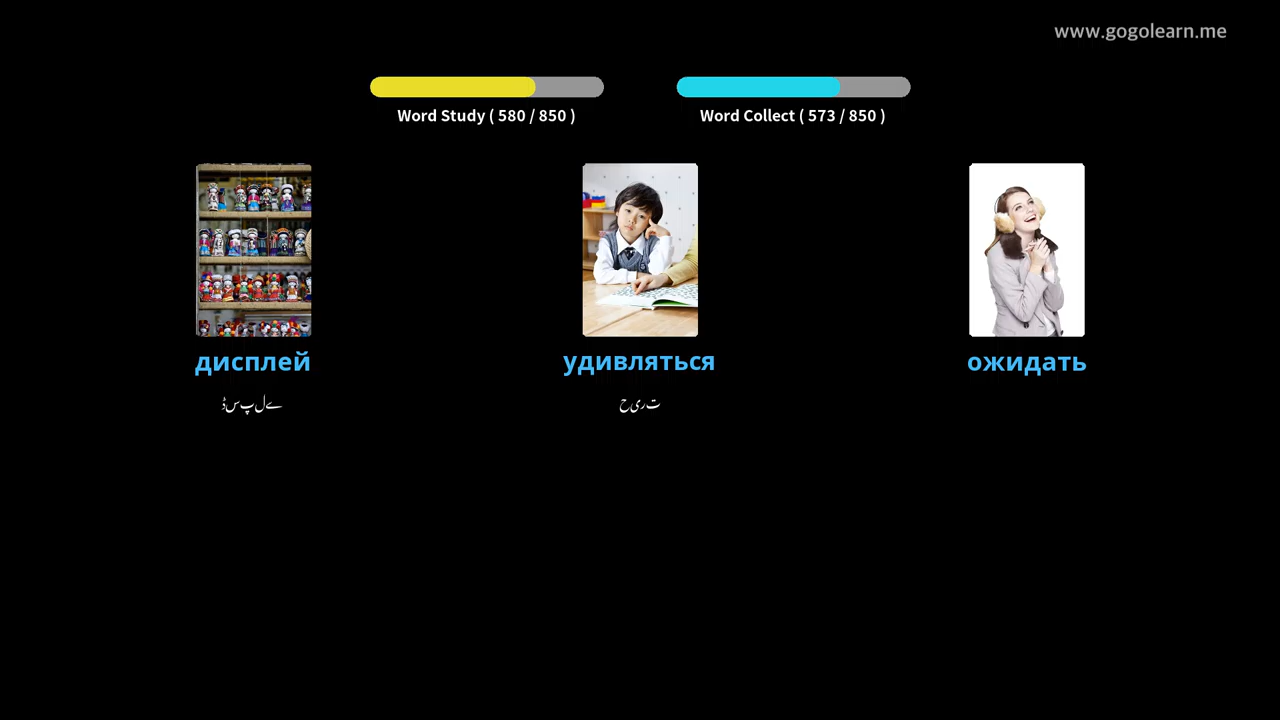 www.gogolearn.me
Word Study ( 580 / 850 )
Word Collect ( 573 / 850 )
дисплей
удивляться
ожидать
ڈسپلے
حیرت